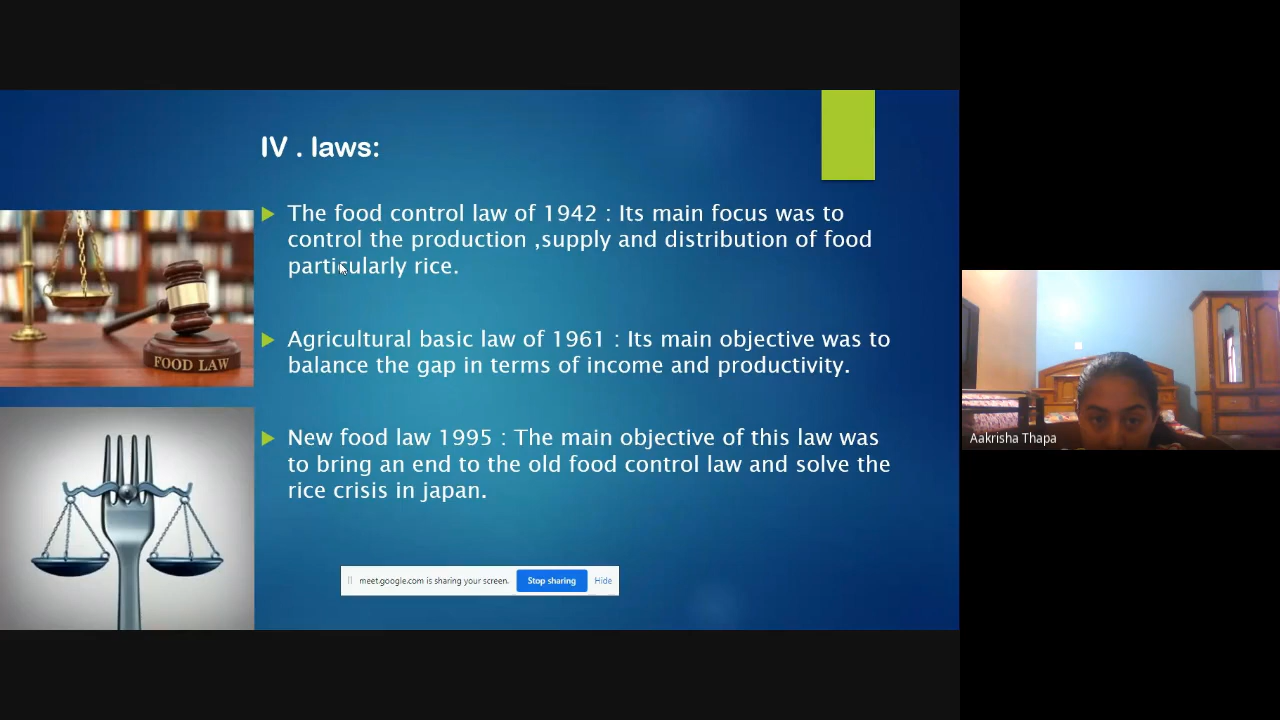 IV . laws:
The food control law of 1942 : Its main focus was to
control the production ,supply and distribution of food
particularly rice.
Agricultural basic law of 1961 : Its main objective was to
balance the gap in terms of income and productivity.
New food law 1995 : The main objective of this law was
to bring an end to the old food control law and solve the
rice crisis in japan.
FOOD LAW
meet.google.com is sharing your screen.
Stop sharing
Hide
Aakrisha Thapa